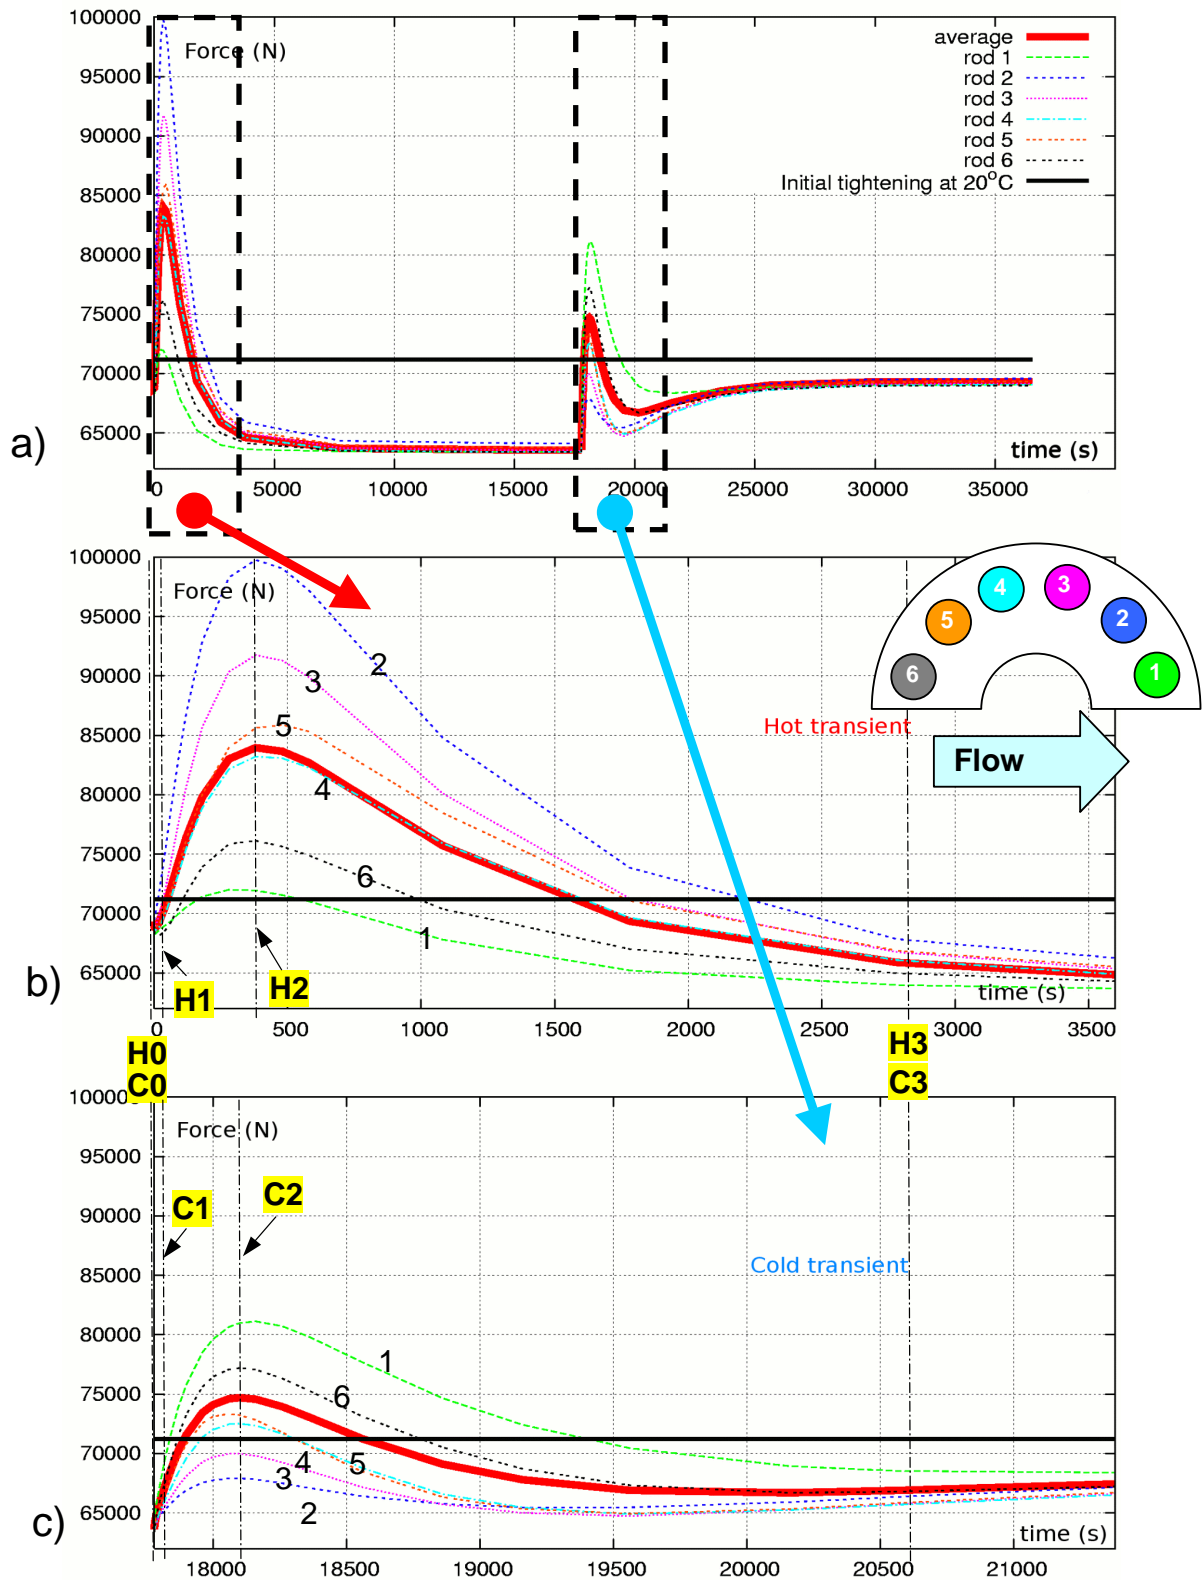 100000
Force (N)
95000
90000
85000
80000
75000
70000
65000
average
rod 1
rod 2
rod 3
rod 4
rod 5
rod 6
Initial tightening at 20°C
time (s)
a)
0
5000
10000
15000
20000
25000
30000
35000
100000
Force (N)
95000
90000
85000
80000
75000
70000
65000
2
3
5
4
6
1
4
3
5
2
6
1
Hot transient
Flow
H1
H2
b)
time (s)
0
500
1000
1500
2000
2500
3000
3500
H0
C0
H3
C3
100000
Force (N)
95000
90000
85000
80000
75000
70000
65000
C1
C2
Cold transient
1
6
4
5
3
2
c)
time (s)
18000
18500
19000
19500
20000
20500
21000